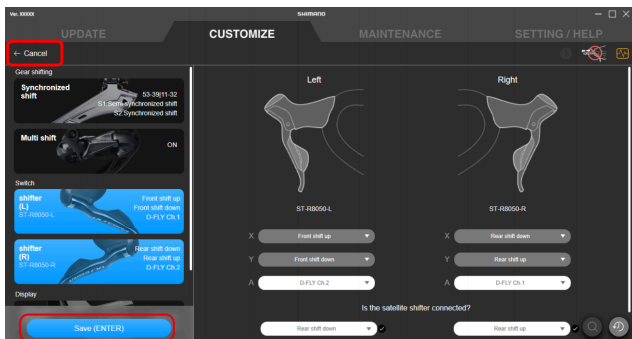 Ver. XXXXX
SHIMANO
UPDATE
CUSTOMIZE
MAINTENANCE
SETTING / HELP
← Cancel
Gear shifting
Synchronized
shift
53-39|11-32
S1:Semi-synchronized shift
S2:Synchronized shift
Multi shift
ON
Switch
shifter
(L)
ST-R8050-L
Front shift up
Front shift down
D-FLY Ch.1
shifter
(R)
ST-R8050-R
Rear shift down
Rear shift up
D-FLY Ch.2
Display
Save (ENTER)
Left
Right
ST-R8050-L
ST-R8050-R
X Front shift up
X Rear shift down
Y Front shift down
Y Rear shift up
A D-FLY Ch.2
A D-FLY Ch.1
Is the satellite shifter connected?
Rear shift down
Rear shift up